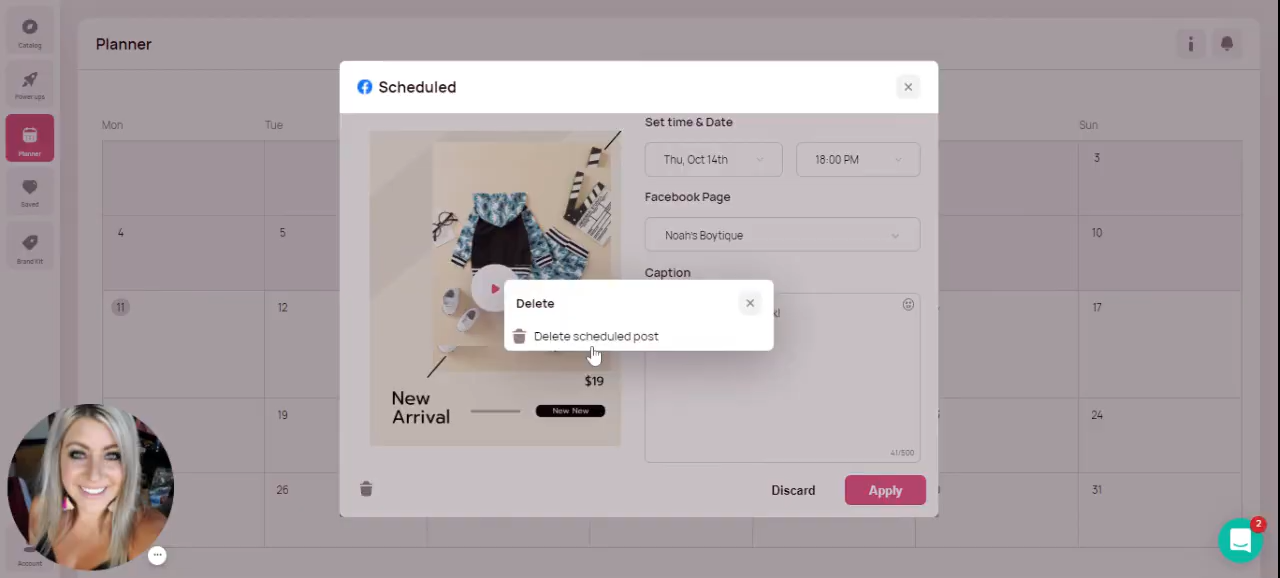 Catalog
Power ups
Planner
Saved
Brand Kit
Account
Planner
Mon
Tue
Sun
3
4
5
10
11
12
17
19
24
26
31
Scheduled
Set time & Date
Thu, Oct 14th
18:00 PM
Facebook Page
Noah's Boytique
Caption
41/500
Discard
Apply
Delete
Delete scheduled post
$19
New
Arrival
New New
2